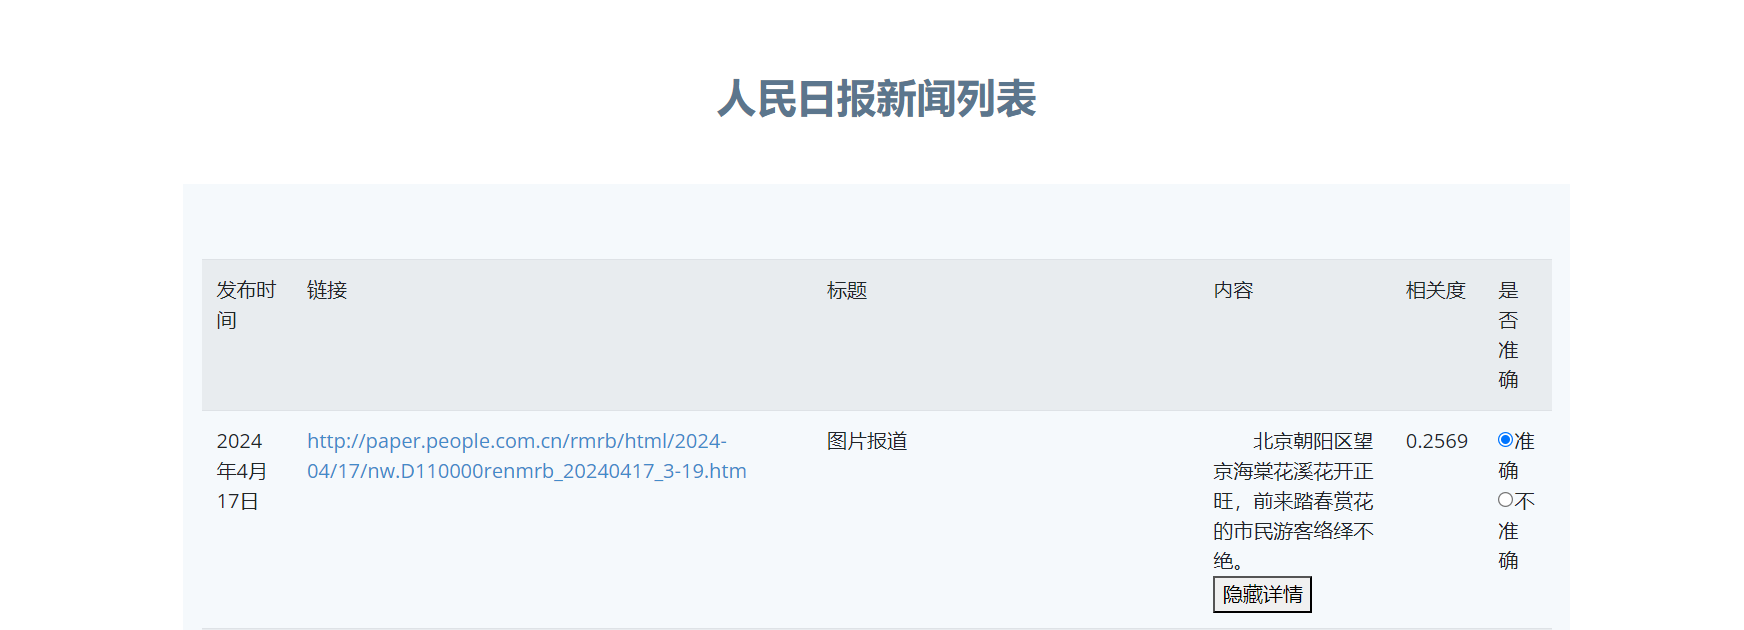 人民日报新闻列表
发布时
间
链接
标题
内容
相关度
是
否
准
确
2024
年4月
17日
http://paper.people.com.cn/rmrb/html/2024-
04/17/nw.D110000renmrb_20240417_3-19.htm
图片报道
北京朝阳区望
京海棠花溪花开正
旺，前来踏春赏花
的市民游客络绎不
绝。
隐藏详情
0.2569
准
确
不
准
确